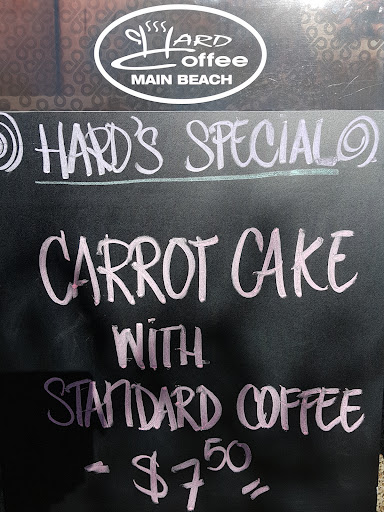 HARD
Coffee
MAIN BEACH
HARD'S SPECIAL
CARROT CAKE
WITH
STANDARD COFFEE
- $7.50 -